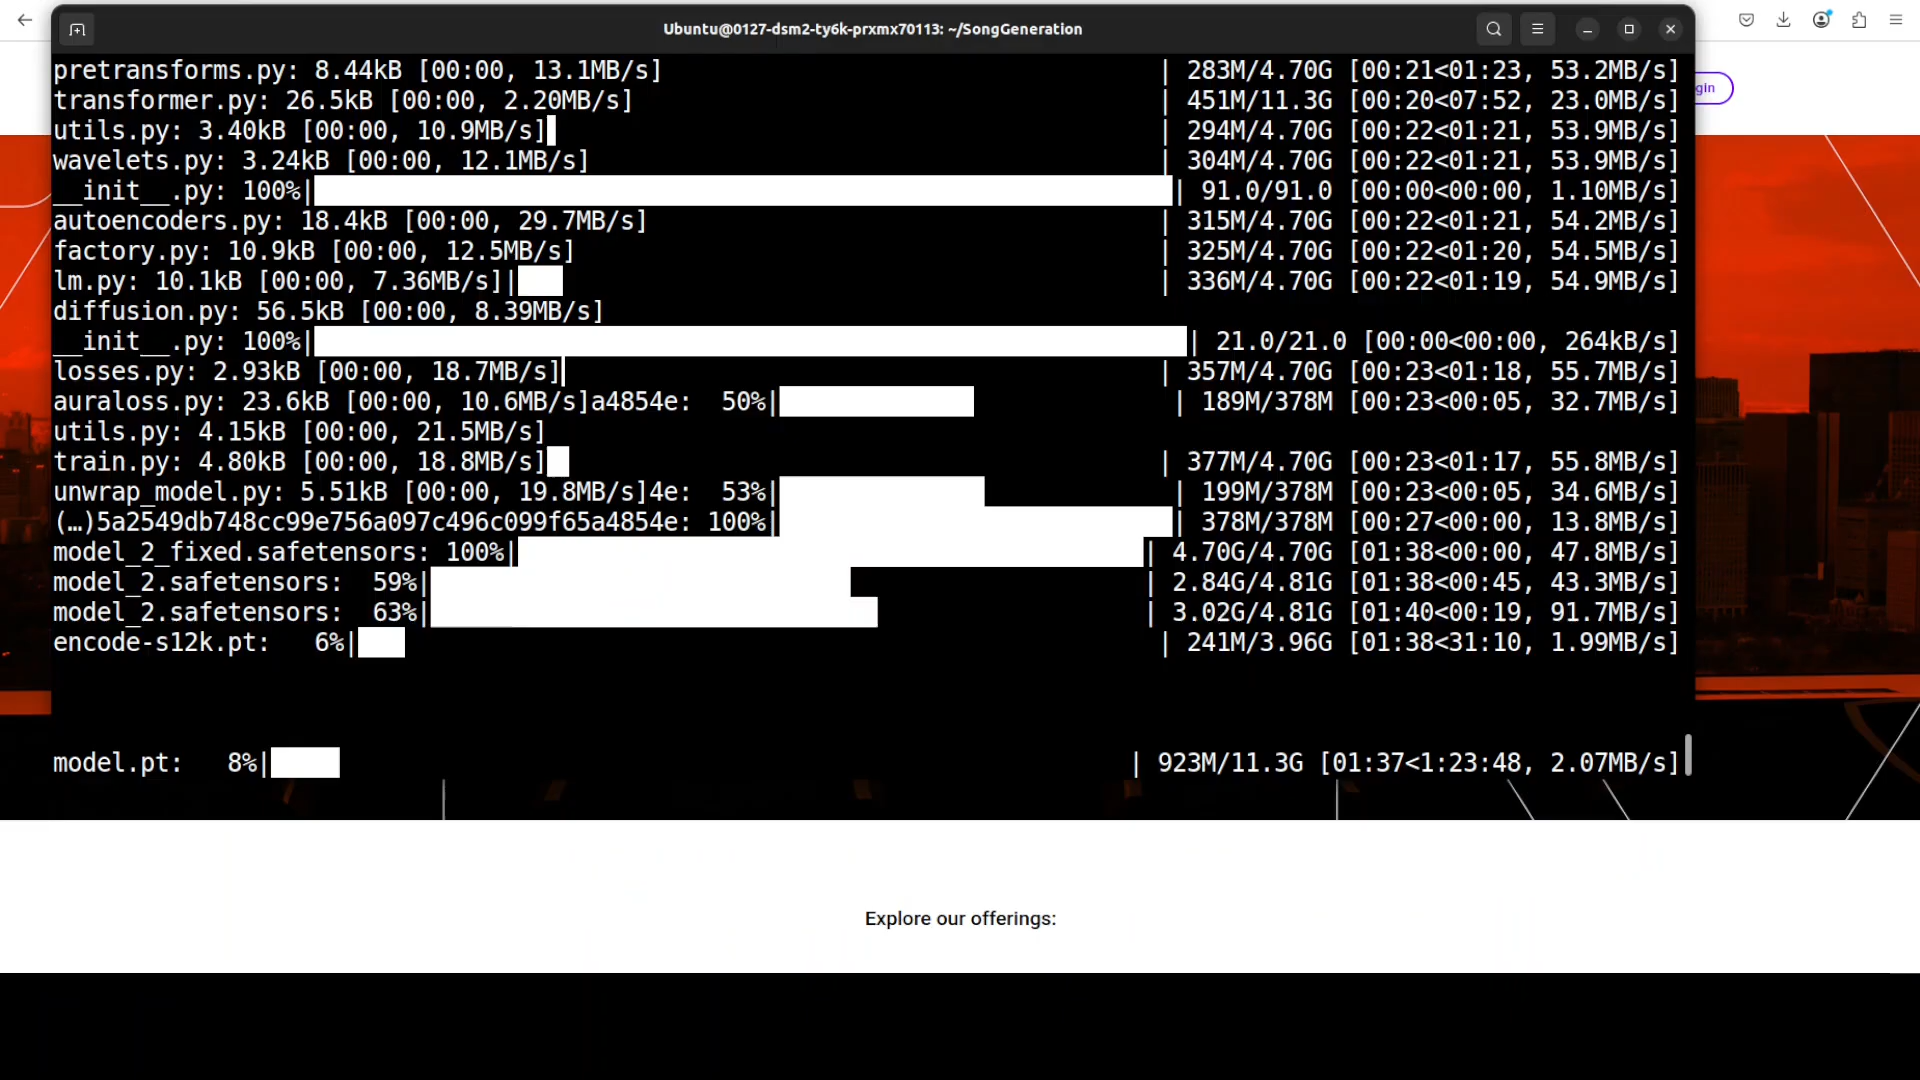 Ubuntu@0127-dsm2-ty6k-prxmx70113: ~/SongGeneration
pretransforms.py: 8.44kB [00:00, 13.1MB/s] | 283M/4.70G [00:21<01:23, 53.2MB/s]
transformer.py: 26.5kB [00:00, 2.20MB/s] | 451M/11.3G [00:20<07:52, 23.0MB/s]
gin
utils.py: 3.40kB [00:00, 10.9MB/s] | 294M/4.70G [00:22<01:21, 53.9MB/s]
wavelets.py: 3.24kB [00:00, 12.1MB/s] | 304M/4.70G [00:22<01:21, 53.9MB/s]
__init__.py: 100%| | 91.0/91.0 [00:00<00:00, 1.10MB/s]
autoencoders.py: 18.4kB [00:00, 29.7MB/s] | 315M/4.70G [00:22<01:21, 54.2MB/s]
factory.py: 10.9kB [00:00, 12.5MB/s] | 325M/4.70G [00:22<01:20, 54.5MB/s]
lm.py: 10.1kB [00:00, 7.36MB/s]| | 336M/4.70G [00:22<01:19, 54.9MB/s]
diffusion.py: 56.5kB [00:00, 8.39MB/s]
__init__.py: 100%| | 21.0/21.0 [00:00<00:00, 264kB/s]
losses.py: 2.93kB [00:00, 18.7MB/s] | 357M/4.70G [00:23<01:18, 55.7MB/s]
auraloss.py: 23.6kB [00:00, 10.6MB/s]a4854e: 50%| | 189M/378M [00:23<00:05, 32.7MB/s]
utils.py: 4.15kB [00:00, 21.5MB/s]
train.py: 4.80kB [00:00, 18.8MB/s] | 377M/4.70G [00:23<01:17, 55.8MB/s]
unwrap_model.py: 5.51kB [00:00, 19.8MB/s]4e: 53%| | 199M/378M [00:23<00:05, 34.6MB/s]
(…)5a2549db748cc99e756a097c496c099f65a4854e: 100%| | 378M/378M [00:27<00:00, 13.8MB/s]
model_2_fixed.safetensors: 100%| | 4.70G/4.70G [01:38<00:00, 47.8MB/s]
model_2.safetensors: 59%| | 2.84G/4.81G [01:38<00:45, 43.3MB/s]
model_2.safetensors: 63%| | 3.02G/4.81G [01:40<00:19, 91.7MB/s]
encode-s12k.pt: 6%| | 241M/3.96G [01:38<31:10, 1.99MB/s]
model.pt: 8%| | 923M/11.3G [01:37<1:23:48, 2.07MB/s]
Explore our offerings: